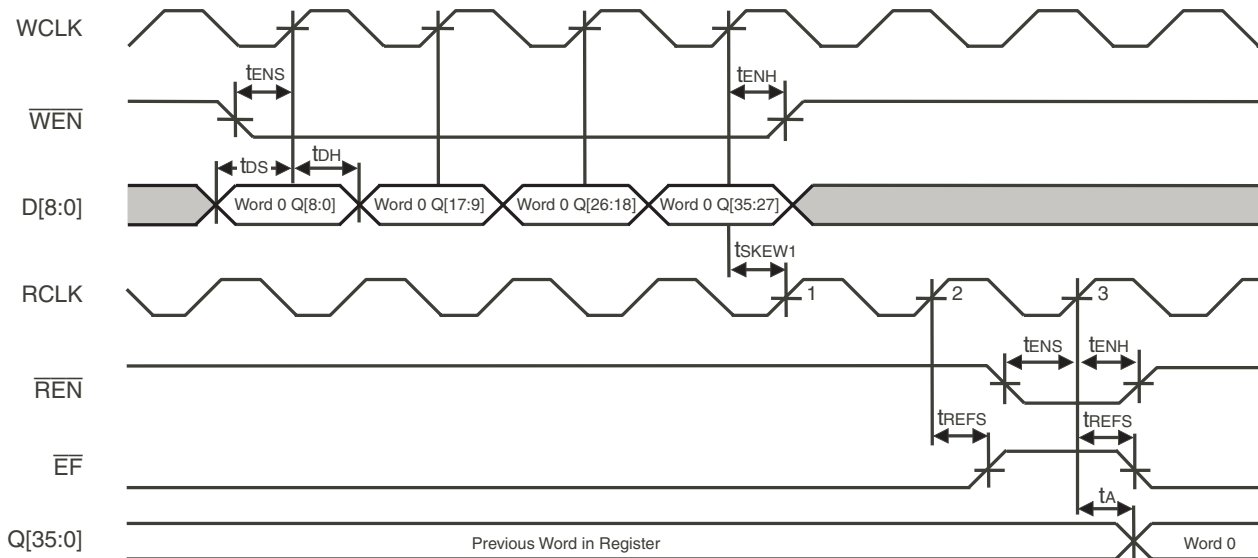 WCLK
tENS
tENH
WEN
tDS
tDH
D[8:0]
Word 0 Q[8:0]
Word 0 Q[17:9]
Word 0 Q[26:18]
Word 0 Q[35:27]
tSKEW1
RCLK
1
2
3
tENS
tENH
REN
tREFS
tREFS
EF
tA
Q[35:0]
Previous Word in Register
Word 0